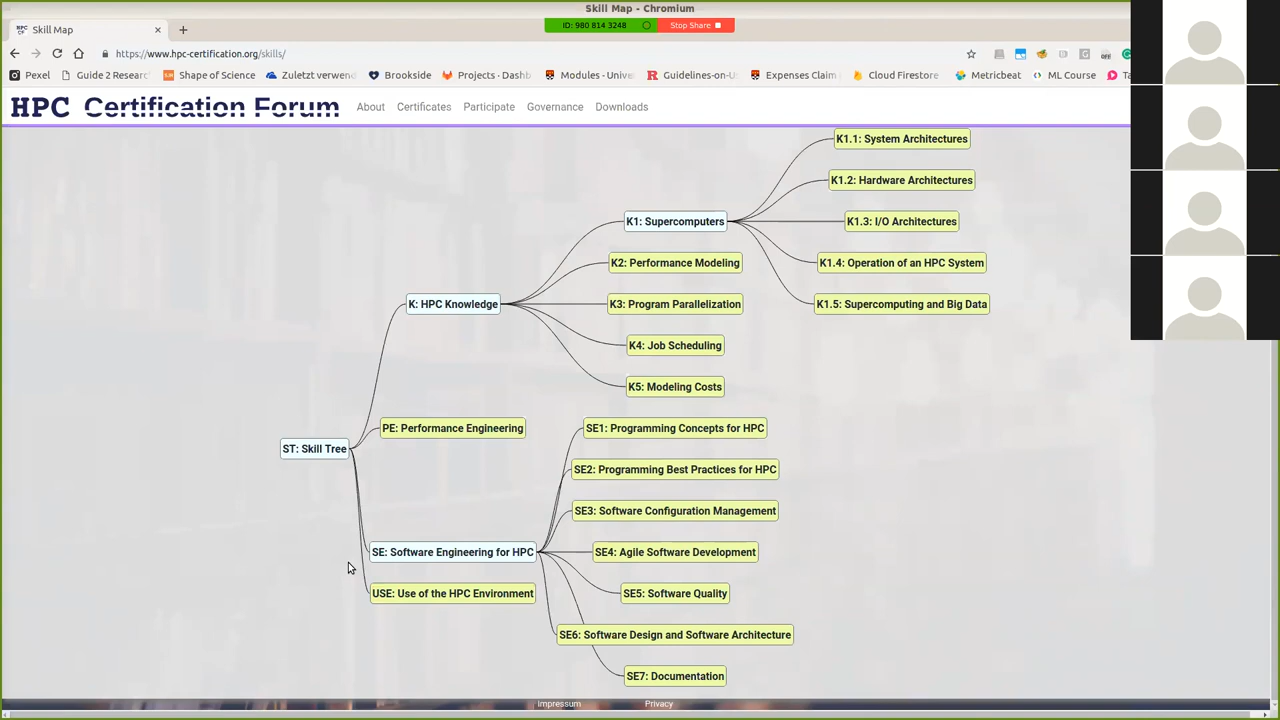 Skill Map - Chromium
ID: 980 814 3248 Stop Share
HPC CF Skill Map
https://www.hpc-certification.org/skills/
Pexel Guide 2 Researc Shape of Science Zuletzt verwen Brookside Projects · Dashb Modules - Unive Guidelines-on-U Expenses Claim Cloud Firestore Metricbeat ML Course Ta
HPC Certification Forum About Certificates Participate Governance Downloads
K1.1: System Architectures
K1.2: Hardware Architectures
K1: Supercomputers K1.3: I/O Architectures
K2: Performance Modeling K1.4: Operation of an HPC System
K: HPC Knowledge K3: Program Parallelization K1.5: Supercomputing and Big Data
K4: Job Scheduling
K5: Modeling Costs
PE: Performance Engineering SE1: Programming Concepts for HPC
ST: Skill Tree
SE2: Programming Best Practices for HPC
SE3: Software Configuration Management
SE: Software Engineering for HPC SE4: Agile Software Development
USE: Use of the HPC Environment SE5: Software Quality
SE6: Software Design and Software Architecture
SE7: Documentation
Impressum Privacy